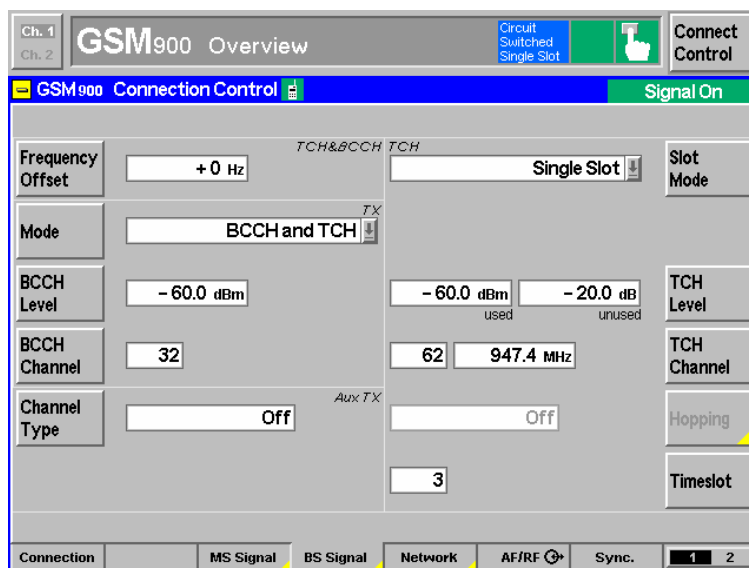 Ch. 1
Ch. 2
GSM900 Overview
Circuit
Switched
Single Slot
Connect
Control
GSM900 Connection Control
Signal On
Frequency
Offset
TCH&BCCH
+0 Hz
TCH
Single Slot
Slot
Mode
Mode
TX
BCCH and TCH
BCCH
Level
-60.0 dBm
-60.0 dBm
used
-20.0 dB
unused
TCH
Level
BCCH
Channel
32
62
947.4 MHz
TCH
Channel
Channel
Type
Aux TX
Off
Off
Hopping
3
Timeslot
Connection
MS Signal
BS Signal
Network
AF/RF
Sync.
1 2